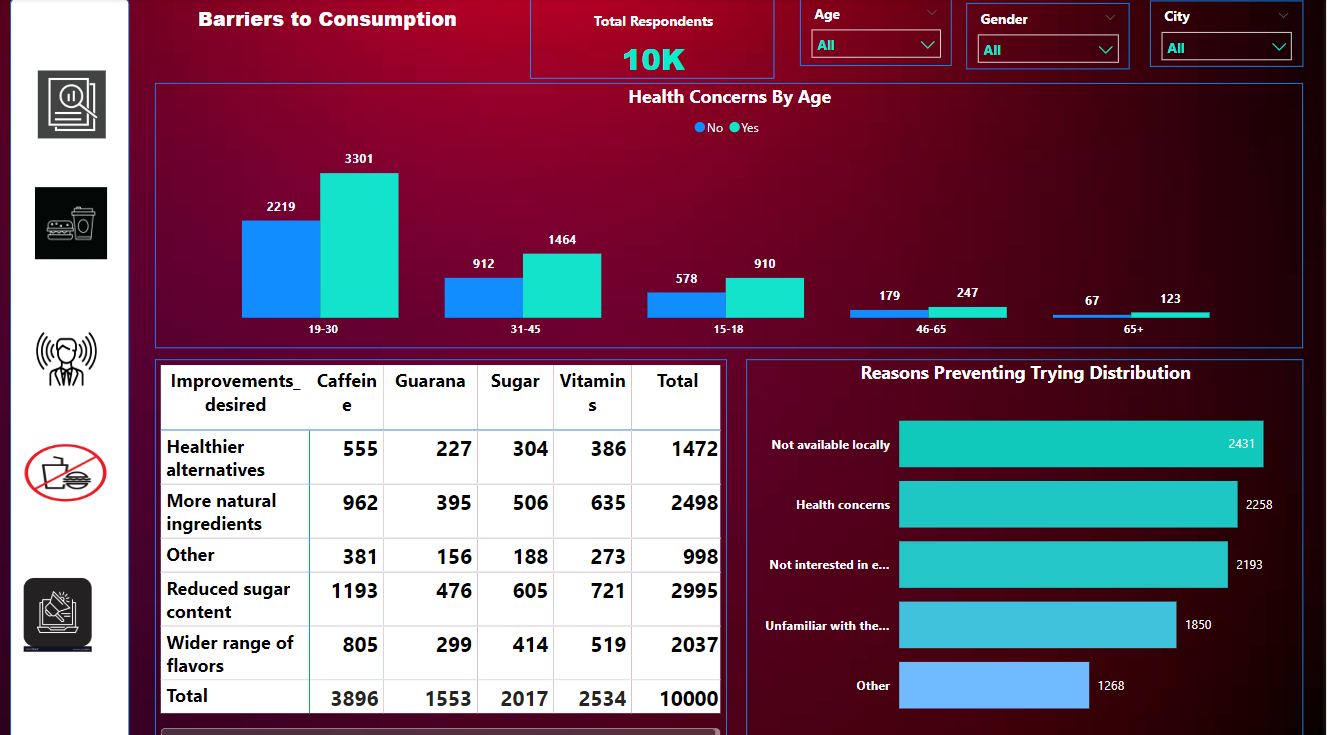 Barriers to Consumption
Total Respondents
10K
Age
All
Gender
All
City
All
Health Concerns By Age
No Yes
2219
3301
19-30
912
1464
31-45
578
910
15-18
179
247
46-65
67
123
65+
Improvements_
desired
Caffein
e
Guarana
Sugar
Vitamin
s
Total
Healthier
alternatives
555 227 304 386 1472
More natural
ingredients
962 395 506 635 2498
Other 381 156 188 273 998
Reduced sugar
content
1193 476 605 721 2995
Wider range of
flavors
805 299 414 519 2037
Total 3896 1553 2017 2534 10000
Reasons Preventing Trying Distribution
Not available locally 2431
Health concerns 2258
Not interested in e... 2193
Unfamiliar with the... 1850
Other 1268